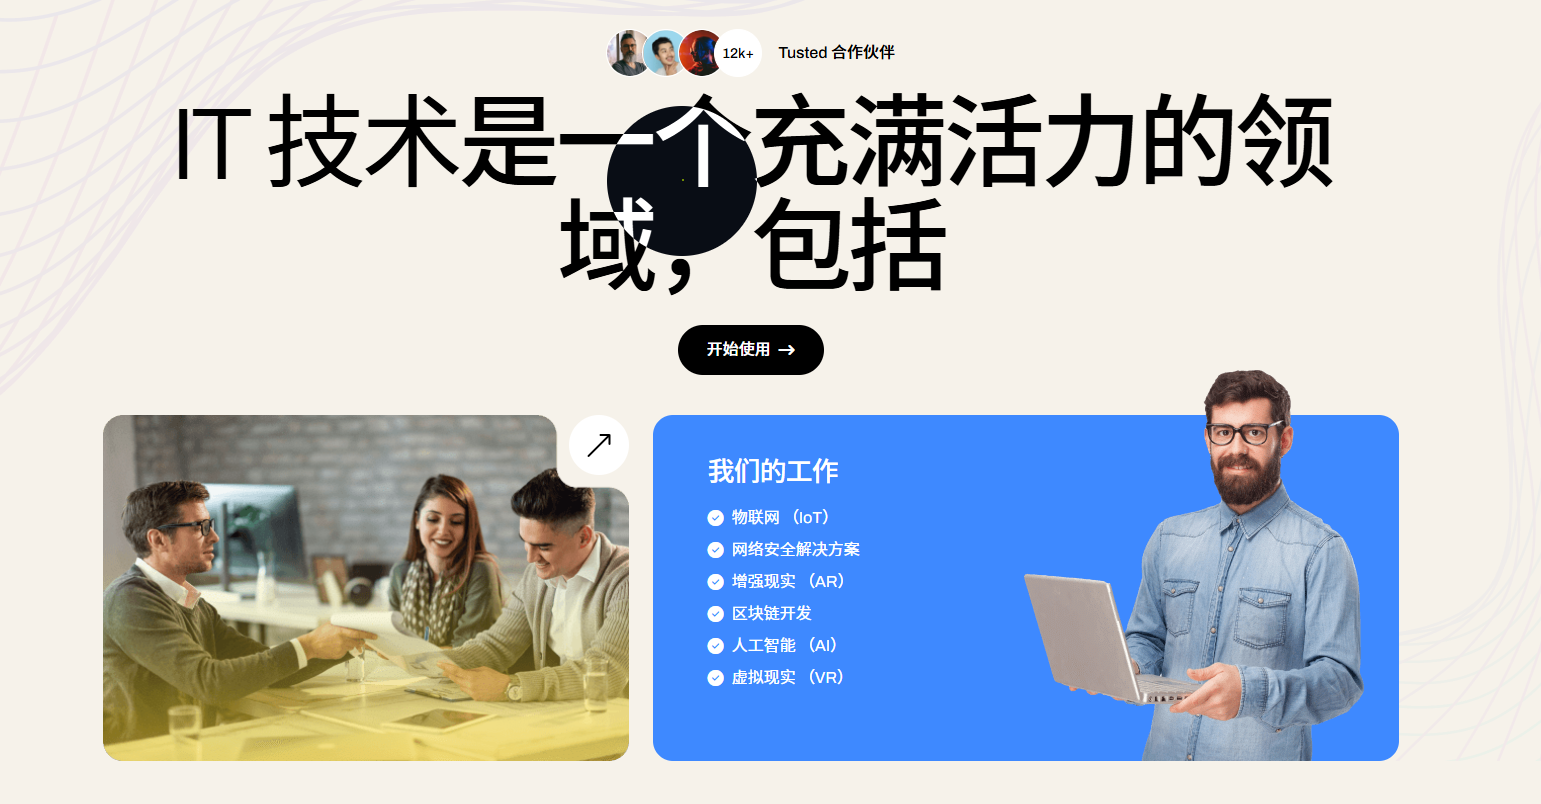 12k+ Tusted 合作伙伴
IT 技术是一个充满活力的领
域，包括
开始使用 →
我们的工作
物联网 （IoT）
网络安全解决方案
增强现实 （AR）
区块链开发
人工智能 （AI）
虚拟现实 （VR）